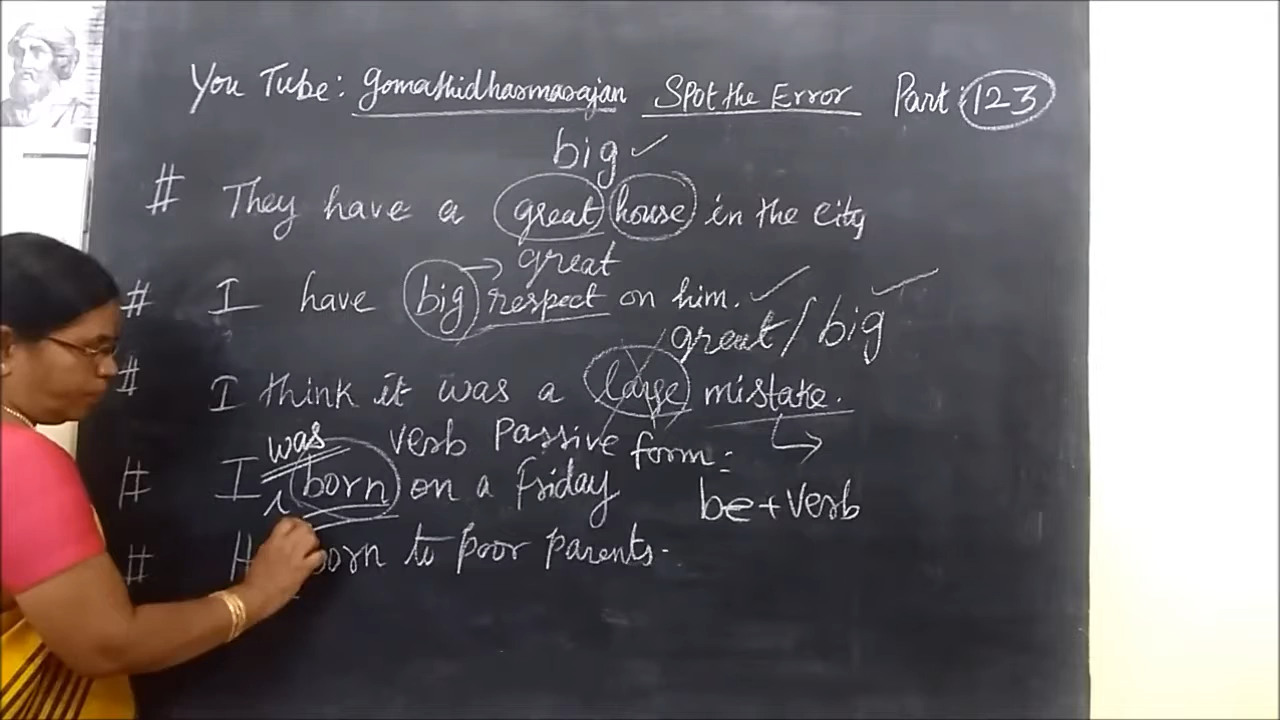 You Tube: gomathidharmarajan Spot the Error Part: 123
big ✓
# They have a great house in the city
great
# I have big respect on him. ✓
great / big ✓
# I think it was a large mistake.
was verb Passive form:
# I born on a Friday be + verb
# born to poor parents.